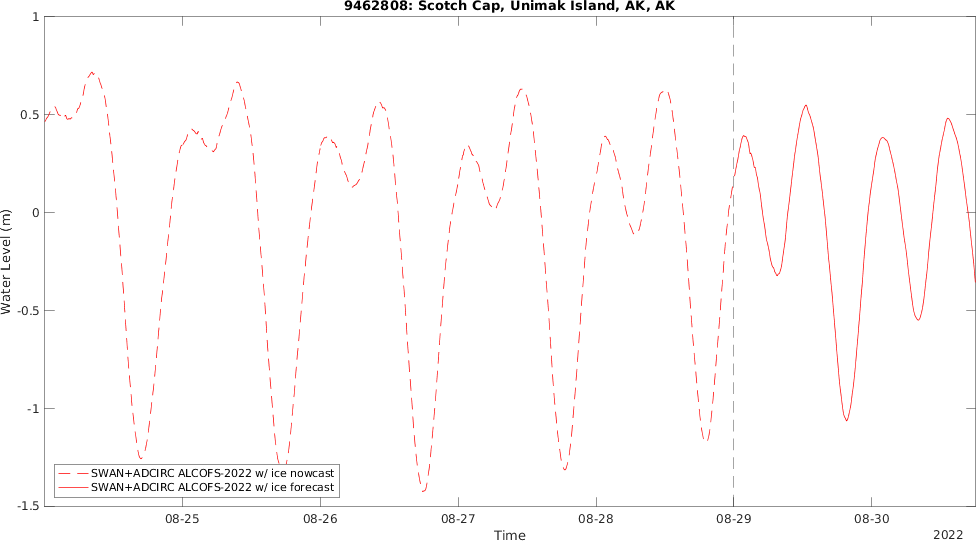 9462808: Scotch Cap, Unimak Island, AK, AK
1
0.5
0
-0.5
-1
-1.5
Water Level (m)
SWAN+ADCIRC ALCOFS-2022 w/ ice nowcast
SWAN+ADCIRC ALCOFS-2022 w/ ice forecast
08-25 08-26 08-27 08-28 08-29 08-30
Time
2022